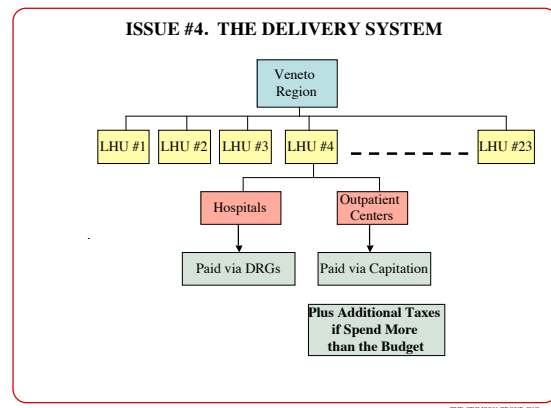 ISSUE #4. THE DELIVERY SYSTEM
Veneto
Region
LHU #1 LHU #2 LHU #3 LHU #4 LHU #23
Hospitals
Outpatient
Centers
Paid via DRGs
Paid via Capitation
Plus Additional Taxes
if Spend More
than the Budget